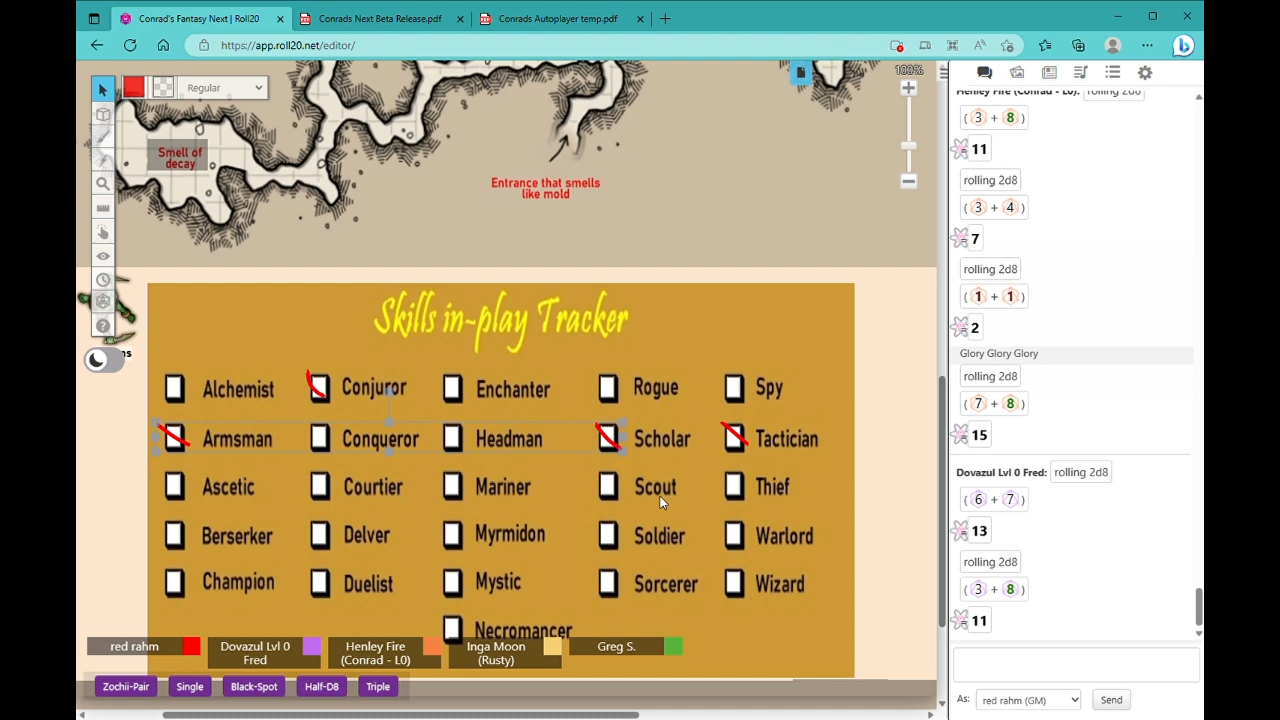 Conrad's Fantasy Next | Roll20
Conrads Next Beta Release.pdf
Conrads Autoplayer temp.pdf
https://app.roll20.net/editor/
Regular
100%
Smell of
decay
Entrance that smells
like mold
Skills in-play Tracker
Alchemist Conjuror Enchanter Rogue Spy
Armsman Conqueror Headman Scholar Tactician
Ascetic Courtier Mariner Scout Thief
Berserker Delver Myrmidon Soldier Warlord
Champion Duelist Mystic Sorcerer Wizard
Necromancer
red rahm
Dovazul Lvl 0
Fred
Henley Fire
(Conrad - L0)
Inga Moon
(Rusty)
Greg S.
Zochii-Pair Single Black-Spot Half-D8 Triple
Henley Fire (Conrad - L0): rolling 2d8
(3 + 8)
= 11
rolling 2d8
(3 + 4)
= 7
rolling 2d8
(1 + 1)
= 2
Glory Glory Glory
rolling 2d8
(7 + 8)
= 15
Dovazul Lvl 0 Fred: rolling 2d8
(6 + 7)
= 13
rolling 2d8
(3 + 8)
= 11
As: red rahm (GM) Send